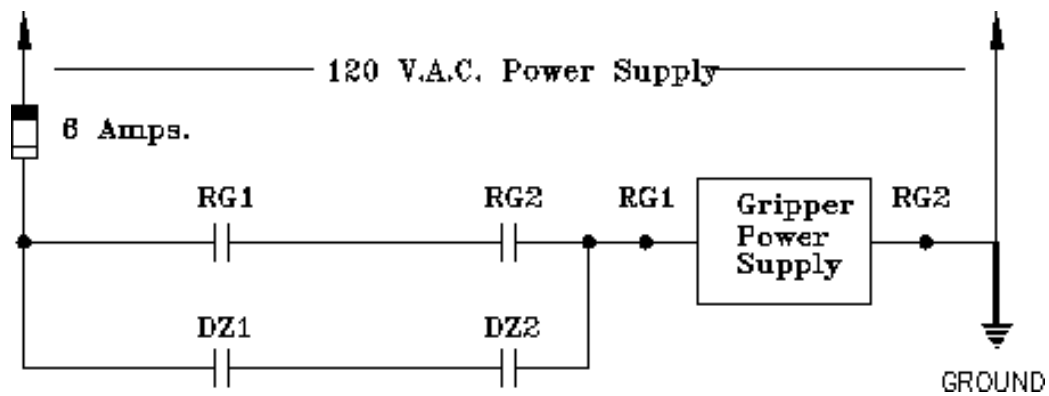 120 V.A.C. Power Supply
6 Amps.
RG1
RG2
RG1
Gripper
Power
Supply
RG2
DZ1
DZ2
GROUND